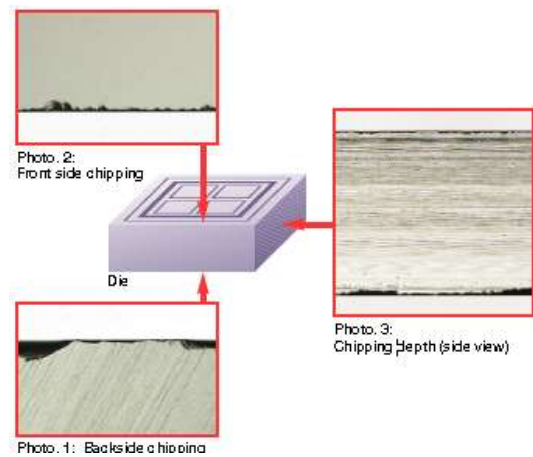 Photo. 2:
Front side chipping
Die
Photo. 3:
Chipping depth (side view)
Photo. 1: Backside chipping